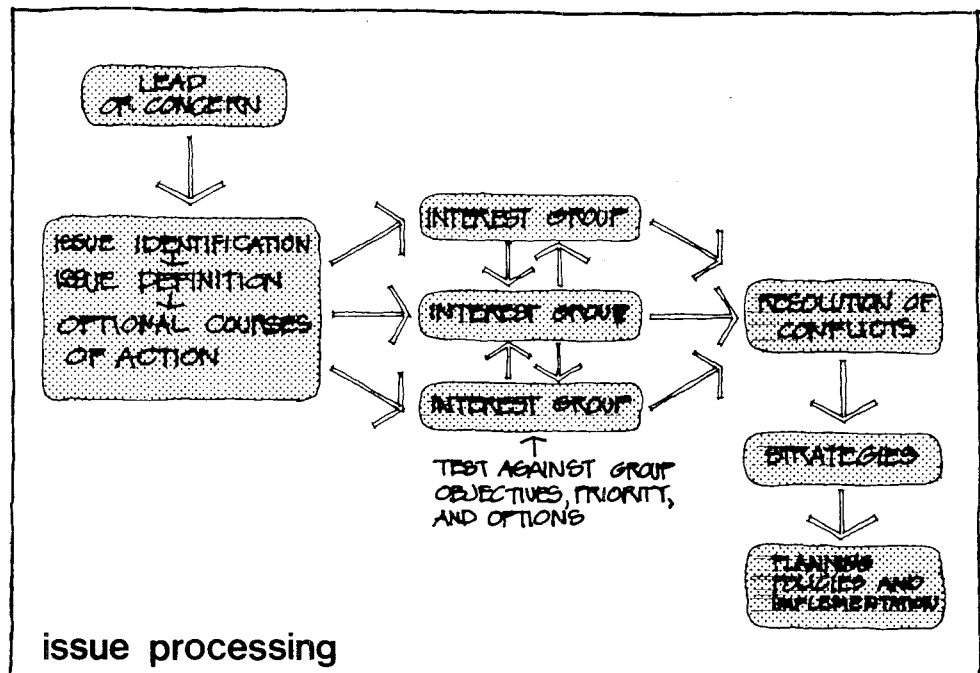 LEAD
OR CONCERN
ISSUE IDENTIFICATION
ISSUE DEFINITION
OPTIONAL COURSES
OF ACTION
INTEREST GROUP
INTEREST GROUP
INTEREST GROUP
TEST AGAINST GROUP
OBJECTIVES, PRIORITY,
AND OPTIONS
RESOLUTION OF
CONFLICTS
STRATEGIES
PLANNING
POLICIES AND
IMPLEMENTATION
issue processing